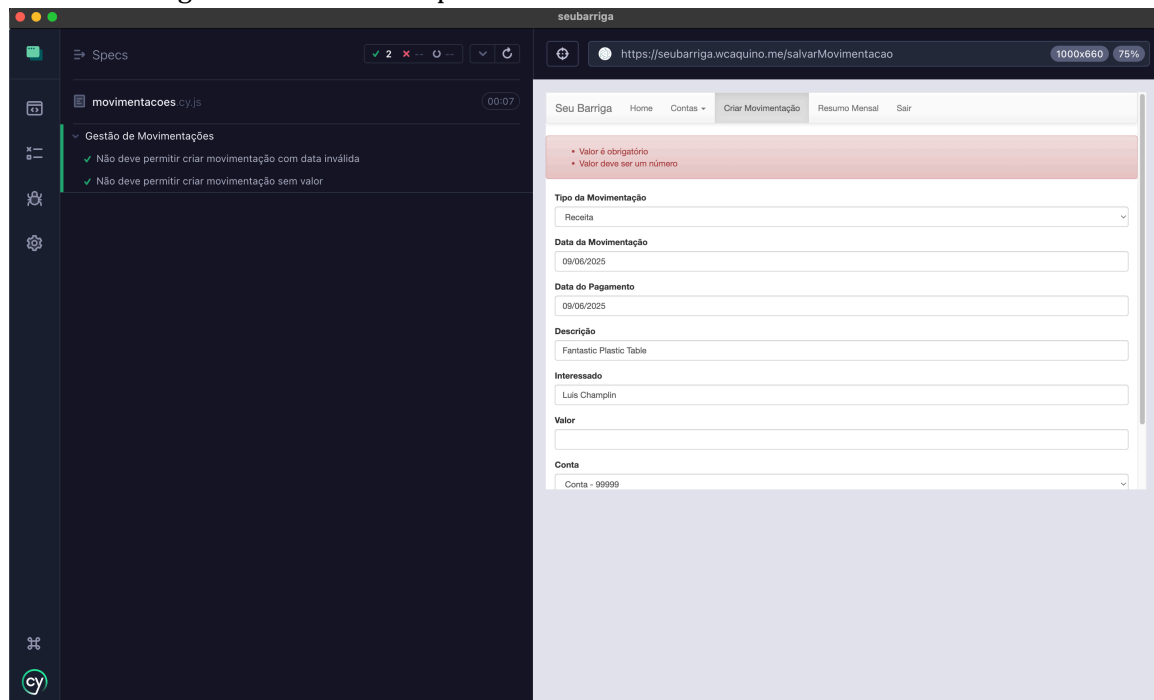 seubarriga
Specs
2 -- --
https://seubarriga.wcaquino.me/salvarMovimentacao
1000x660 75%
movimentacoes.cy.js
00:07
Gestão de Movimentações
Não deve permitir criar movimentação com data inválida
Não deve permitir criar movimentação sem valor
cy
Seu Barriga Home Contas Criar Movimentação Resumo Mensal Sair
• Valor é obrigatório
• Valor deve ser um número
Tipo da Movimentação
Receita
Data da Movimentação
09/06/2025
Data do Pagamento
09/06/2025
Descrição
Fantastic Plastic Table
Interessado
Luis Champlin
Valor
Conta
Conta - 99999